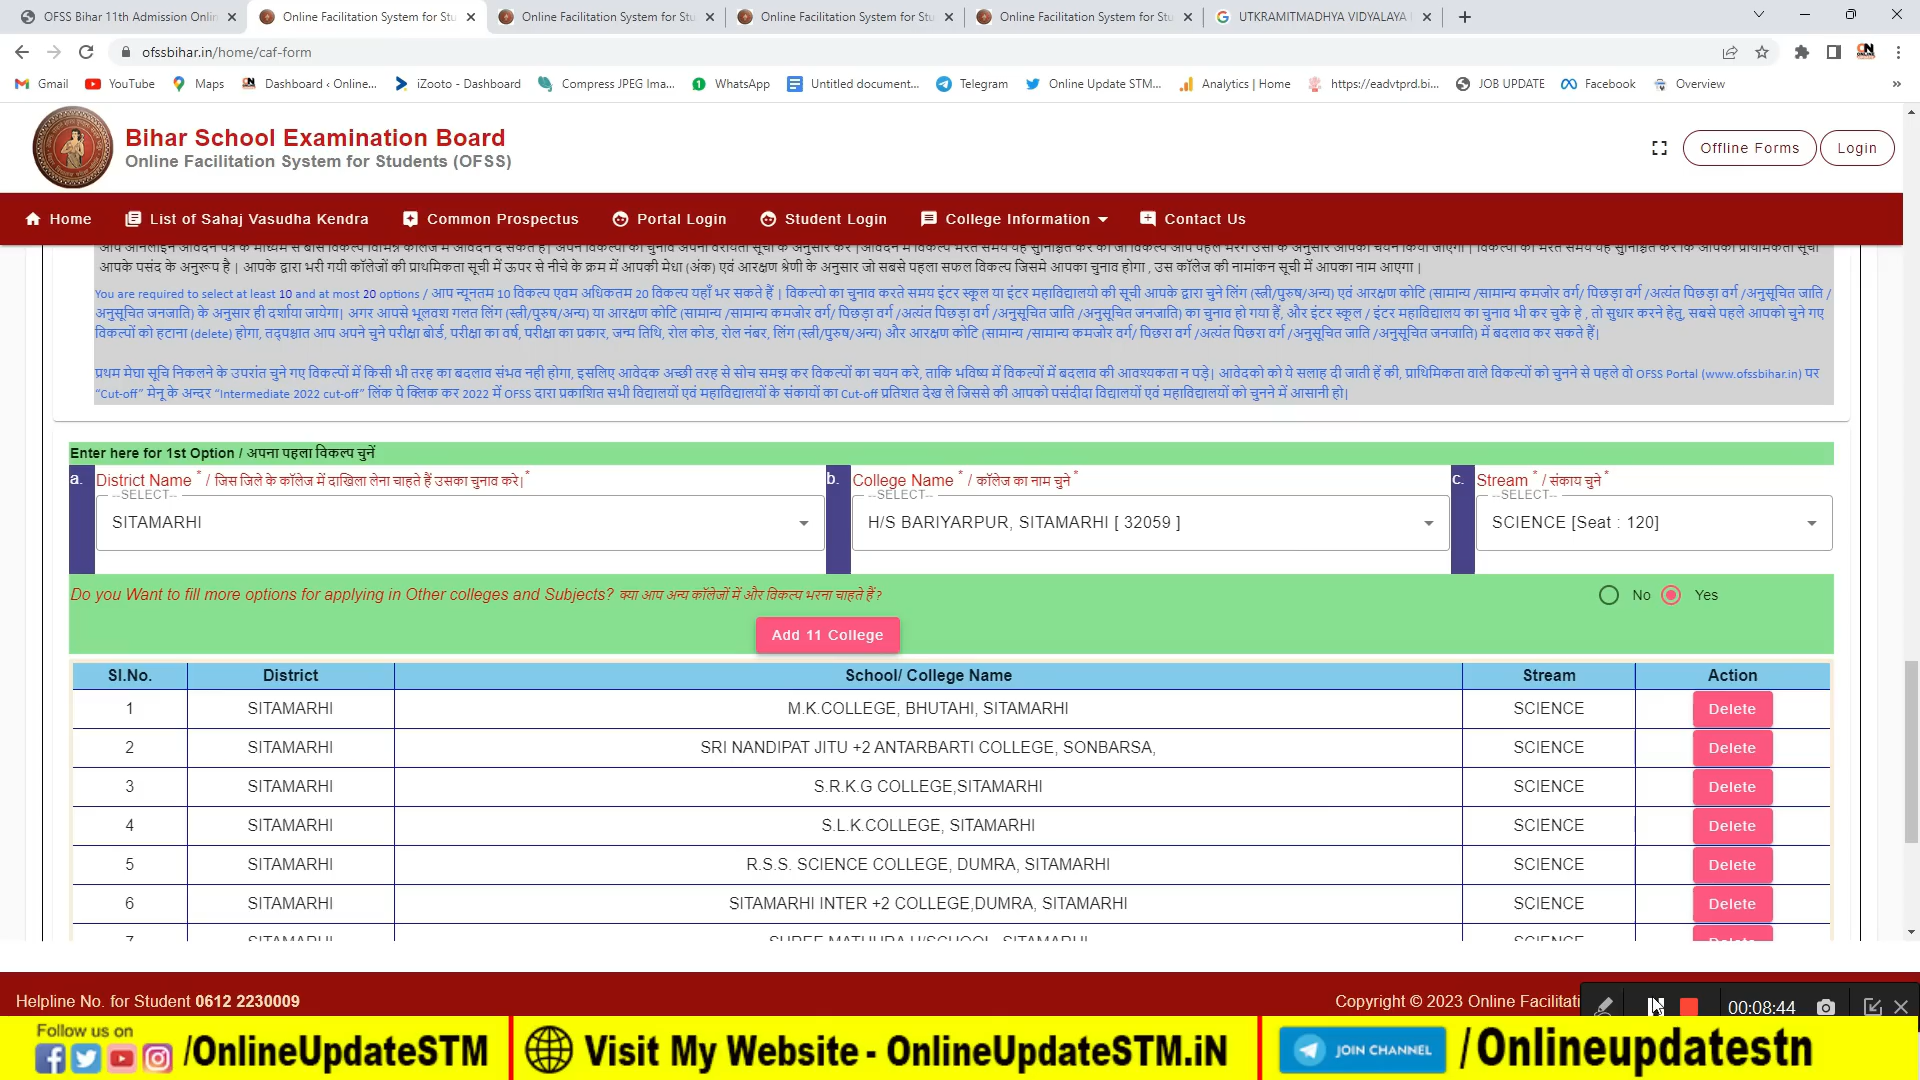 OFSS Bihar 11th Admission Onlin
Online Facilitation System for Stu
Online Facilitation System for Stu
Online Facilitation System for Stu
Online Facilitation System for Stu
UTKRAMITMADHYA VIDYALAYA
ofssbihar.in/home/caf-form
Gmail YouTube Maps Dashboard ‹ Online... iZooto - Dashboard Compress JPEG Ima... WhatsApp Untitled document... Telegram Online Update STM... Analytics | Home https://eadvtprd.bi... JOB UPDATE Facebook Overview »
Bihar School Examination Board
Online Facilitation System for Students (OFSS)
Offline Forms Login
Home List of Sahaj Vasudha Kendra Common Prospectus Portal Login Student Login College Information Contact Us
आपके पसंद के अनुरूप है | आपके द्वारा भरी गयी कॉलेजों की प्राथमिकता सूची में ऊपर से नीचे के क्रम में आपकी मेधा (अंक) एवं आरक्षण श्रेणी के अनुसार जो सबसे पहला सफल विकल्प जिसमे आपका चुनाव होगा , उस कॉलेज की नामांकन सूची में आपका नाम आएगा |
You are required to select at least 10 and at most 20 options / आप न्यूनतम 10 विकल्प एवम अधिकतम 20 विकल्प यहाँ भर सकते हैं | विकल्पो का चुनाव करते समय इंटर स्कूल या इंटर महाविद्यालयो की सूची आपके द्वारा चुने लिंग (स्त्री/पुरुष/अन्य) एवं आरक्षण कोटि (सामान्य /सामान्य कमजोर वर्ग/ पिछड़ा वर्ग /अत्यंत पिछड़ा वर्ग /अनुसूचित जाति /
अनुसूचित जनजाति) के अनुसार ही दर्शाया जायेगा| अगर आपसे भूलवश गलत लिंग (स्त्री/पुरुष/अन्य) या आरक्षण कोटि (सामान्य /सामान्य कमजोर वर्ग/ पिछड़ा वर्ग /अत्यंत पिछड़ा वर्ग /अनुसूचित जाति /अनुसूचित जनजाति) का चुनाव हो गया हैं, और इंटर स्कूल / इंटर महाविद्यालय का चुनाव भी कर चुके हे , तो सुधार करने हेतु, सबसे पहले आपको चुने गए
विकल्पों को हटाना (delete) होगा, तद्पश्चात आप अपने चुने परीक्षा बोर्ड, परीक्षा का वर्ष, परीक्षा का प्रकार, जन्म तिथि, रोल कोड, रोल नंबर, लिंग (स्त्री/पुरुष/अन्य) और आरक्षण कोटि (सामान्य /सामान्य कमजोर वर्ग/ पिछरा वर्ग /अत्यंत पिछरा वर्ग /अनुसूचित जाति /अनुसूचित जनजाति) में बदलाव कर सकते हैं|
प्रथम मेघा सूचि निकलने के उपरांत चुने गए विकल्पों में किसी भी तरह का बदलाव संभव नही होगा, इसलिए आवेदक अच्छी तरह से सोच समझ कर विकल्पों का चयन करे, ताकि भविष्य में विकल्पों में बदलाव की आवश्यकता न पड़े| आवेदको को ये सलाह दी जाती हें की, प्राथिमिकता वाले विकल्पों को चुनने से पहले वो OFSS Portal (www.ofssbihar.in) पर
“Cut-off” मेनू के अन्दर “Intermediate 2022 cut-off” लिंक पे क्लिक कर 2022 में OFSS दारा प्रकाशित सभी विद्यालयों एवं महाविद्यालयों के संकायों का Cut-off प्रतिशत देख ले जिससे की आपको पसंदीदा विद्यालयों एवं महाविद्यालयों को चुनने में आसानी हो|
Enter here for 1st Option / अपना पहला विकल्प चुनें
a. District Name * / जिस जिले के कॉलेज में दाखिला लेना चाहते हैं उसका चुनाव करे|* b. College Name * / कॉलेज का नाम चुने * c. Stream * / संकाय चुने *
--SELECT-- --SELECT-- --SELECT--
SITAMARHI H/S BARIYARPUR, SITAMARHI [ 32059 ] SCIENCE [Seat : 120]
Do you Want to fill more options for applying in Other colleges and Subjects? क्या आप अन्य कॉलेजों में और विकल्प भरना चाहते हैं ? No Yes
Add 11 College
Sl.No. District School/ College Name Stream Action
1 SITAMARHI M.K.COLLEGE, BHUTAHI, SITAMARHI SCIENCE Delete
2 SITAMARHI SRI NANDIPAT JITU +2 ANTARBARTI COLLEGE, SONBARSA, SCIENCE Delete
3 SITAMARHI S.R.K.G COLLEGE,SITAMARHI SCIENCE Delete
4 SITAMARHI S.L.K.COLLEGE, SITAMARHI SCIENCE Delete
5 SITAMARHI R.S.S. SCIENCE COLLEGE, DUMRA, SITAMARHI SCIENCE Delete
6 SITAMARHI SITAMARHI INTER +2 COLLEGE,DUMRA, SITAMARHI SCIENCE Delete
7 SITAMARHI SHREE MATHURA H/SCHOOL, SITAMARHI SCIENCE Delete
Helpline No. for Student 0612 2230009 Copyright © 2023 Online Facilitati
00:08:44
Follow us on
/OnlineUpdateSTM Visit My Website - OnlineUpdateSTM.iN JOIN CHANNEL /Onlineupdatestn